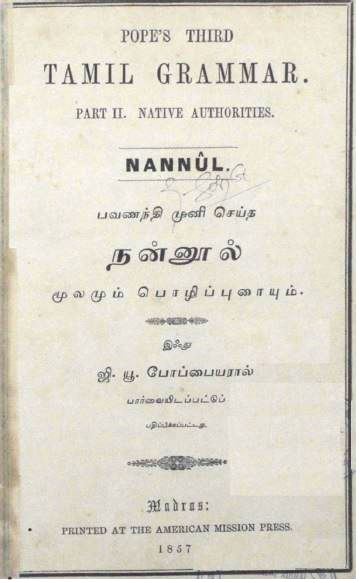 POPE'S THIRD
TAMIL GRAMMAR.
PART II. NATIVE AUTHORITIES.
NANNÛL.
பவணந்தி முனி செய்த
நன்னூல்
மூலமும் பொழிப்புரையும்.
இஃது
ஜி. யூ. போப்பையரால்
பார்வையிடப்பட்டுப்
பதிப்பிக்கப்பட்டது.
Madras:
PRINTED AT THE AMERICAN MISSION PRESS.
1857